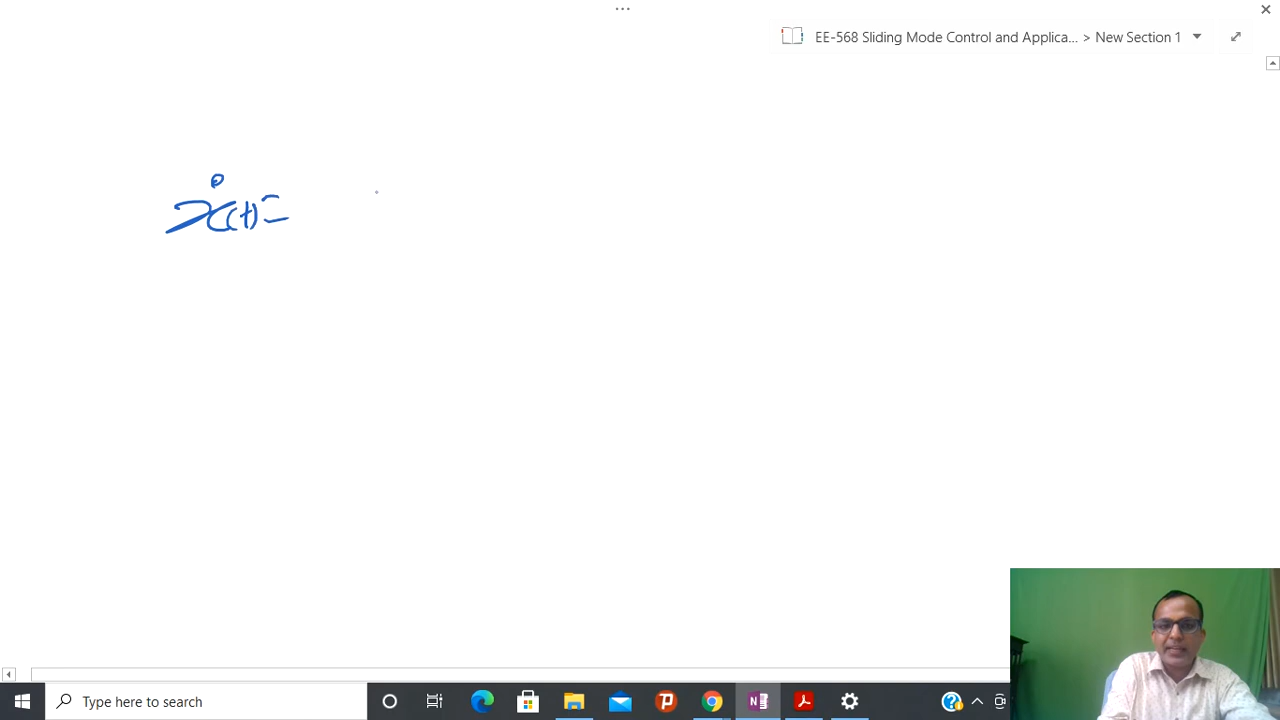 EE-568 Sliding Mode Control and Applica... > New Section 1
ẋ(t)=
Type here to search